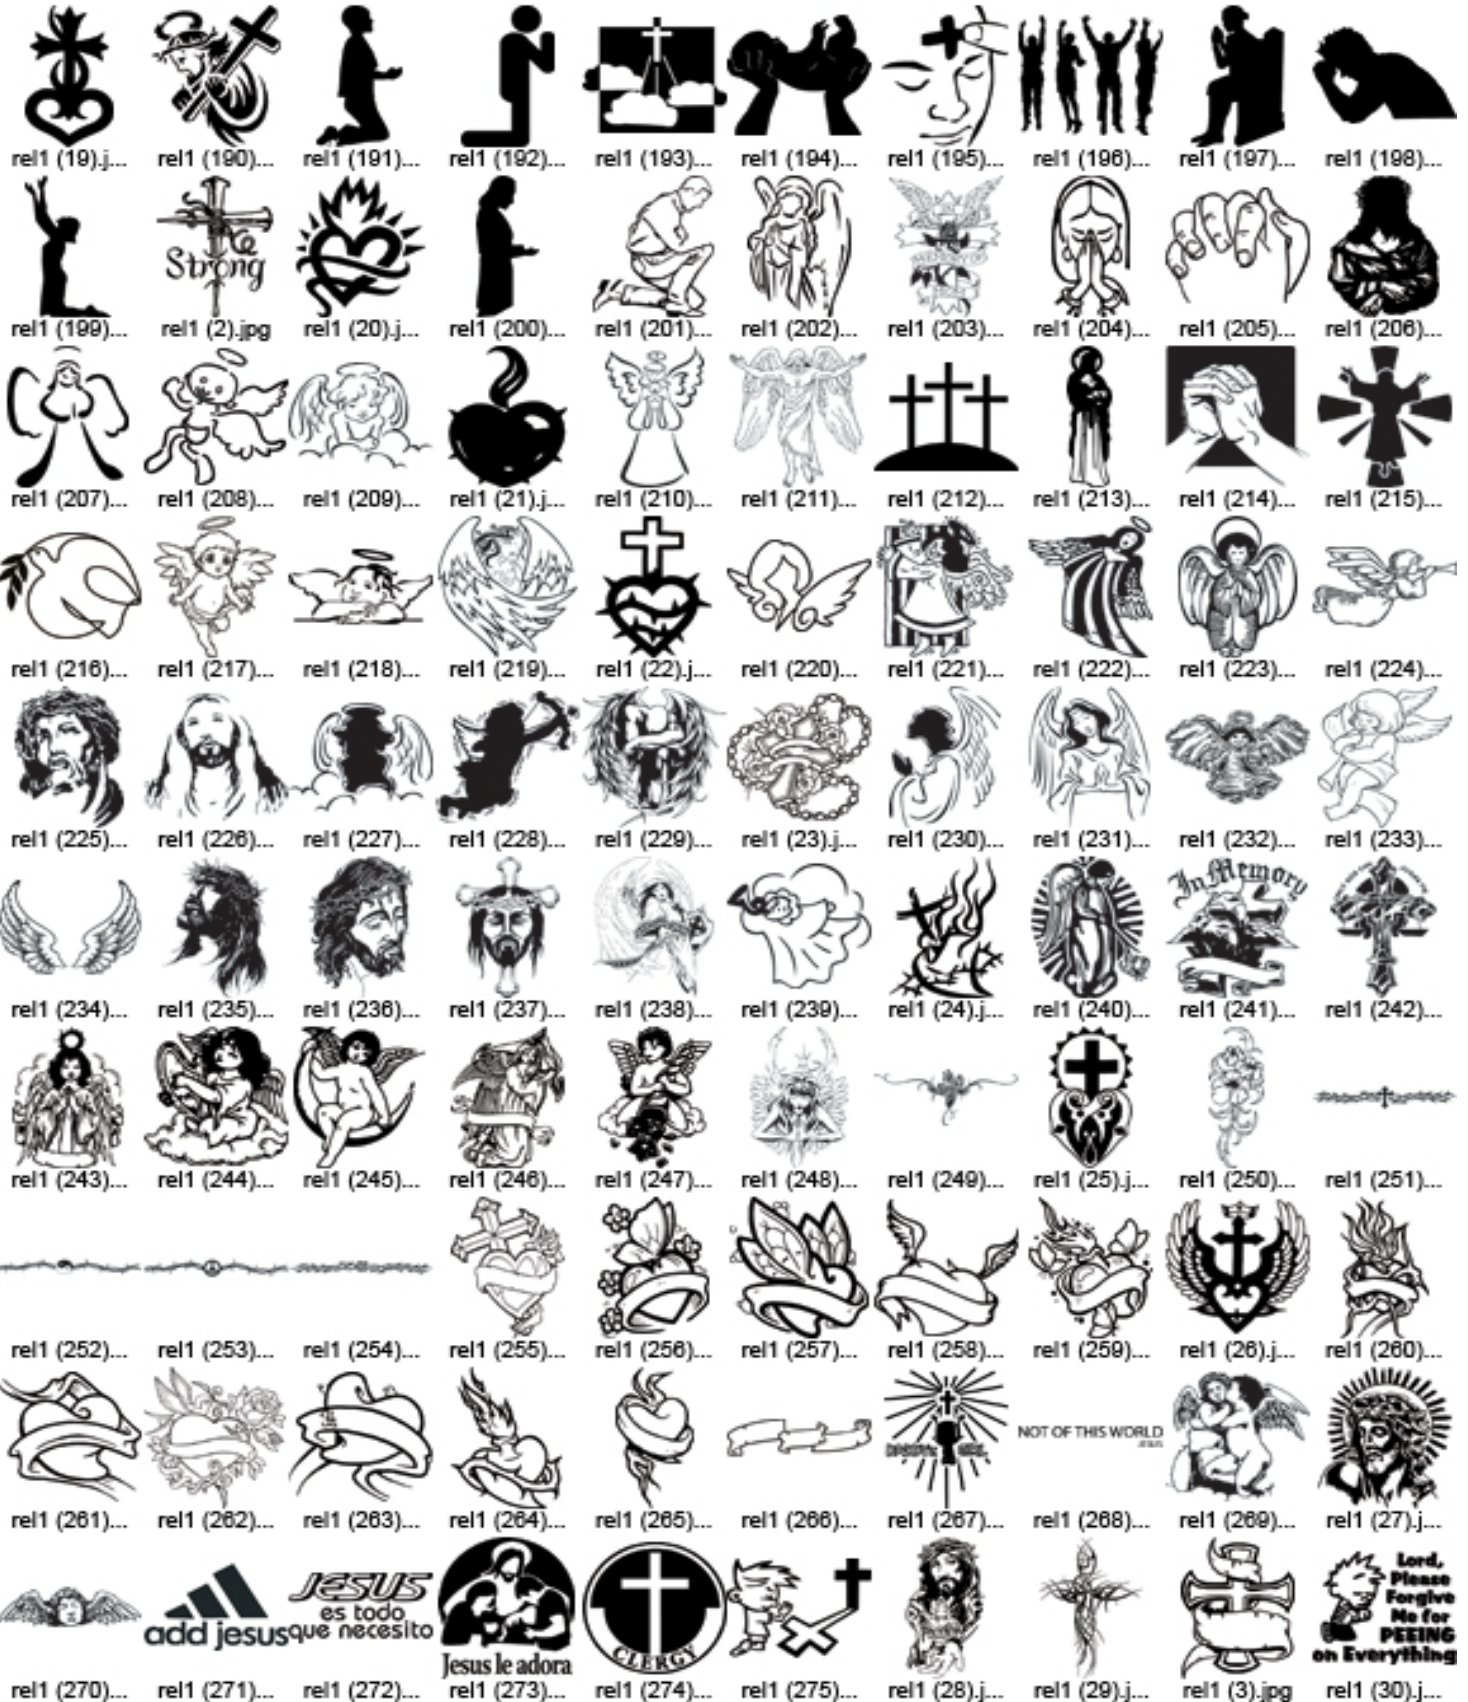 rel1 (19).j... rel1 (190)... rel1 (191)... rel1 (192)... rel1 (193)... rel1 (194)... rel1 (195)... rel1 (196)... rel1 (197)... rel1 (198)...
Strong
rel1 (199)... rel1 (2).jpg rel1 (20).j... rel1 (200)... rel1 (201)... rel1 (202)... rel1 (203)... rel1 (204)... rel1 (205)... rel1 (206)...
rel1 (207)... rel1 (208)... rel1 (209)... rel1 (21).j... rel1 (210)... rel1 (211)... rel1 (212)... rel1 (213)... rel1 (214)... rel1 (215)...
rel1 (216)... rel1 (217)... rel1 (218)... rel1 (219)... rel1 (22).j... rel1 (220)... rel1 (221)... rel1 (222)... rel1 (223)... rel1 (224)...
rel1 (225)... rel1 (226)... rel1 (227)... rel1 (228)... rel1 (229)... rel1 (23).j... rel1 (230)... rel1 (231)... rel1 (232)... rel1 (233)...
In Memory
rel1 (234)... rel1 (235)... rel1 (236)... rel1 (237)... rel1 (238)... rel1 (239)... rel1 (24).j... rel1 (240)... rel1 (241)... rel1 (242)...
rel1 (243)... rel1 (244)... rel1 (245)... rel1 (246)... rel1 (247)... rel1 (248)... rel1 (249)... rel1 (25).j... rel1 (250)... rel1 (251)...
rel1 (252)... rel1 (253)... rel1 (254)... rel1 (255)... rel1 (256)... rel1 (257)... rel1 (258)... rel1 (259)... rel1 (26).j... rel1 (260)...
NOT OF THIS WORLD
rel1 (261)... rel1 (262)... rel1 (263)... rel1 (264)... rel1 (265)... rel1 (266)... rel1 (267)... rel1 (268)... rel1 (269)... rel1 (27).j...
add jesus
JESUS
es todo
que necesito
Jesus le adora
CLERGY
Lord,
Please
Forgive
Me for
PEEING
on Everything
rel1 (270)... rel1 (271)... rel1 (272)... rel1 (273)... rel1 (274)... rel1 (275)... rel1 (28).j... rel1 (29).j... rel1 (3).jpg rel1 (30).j...